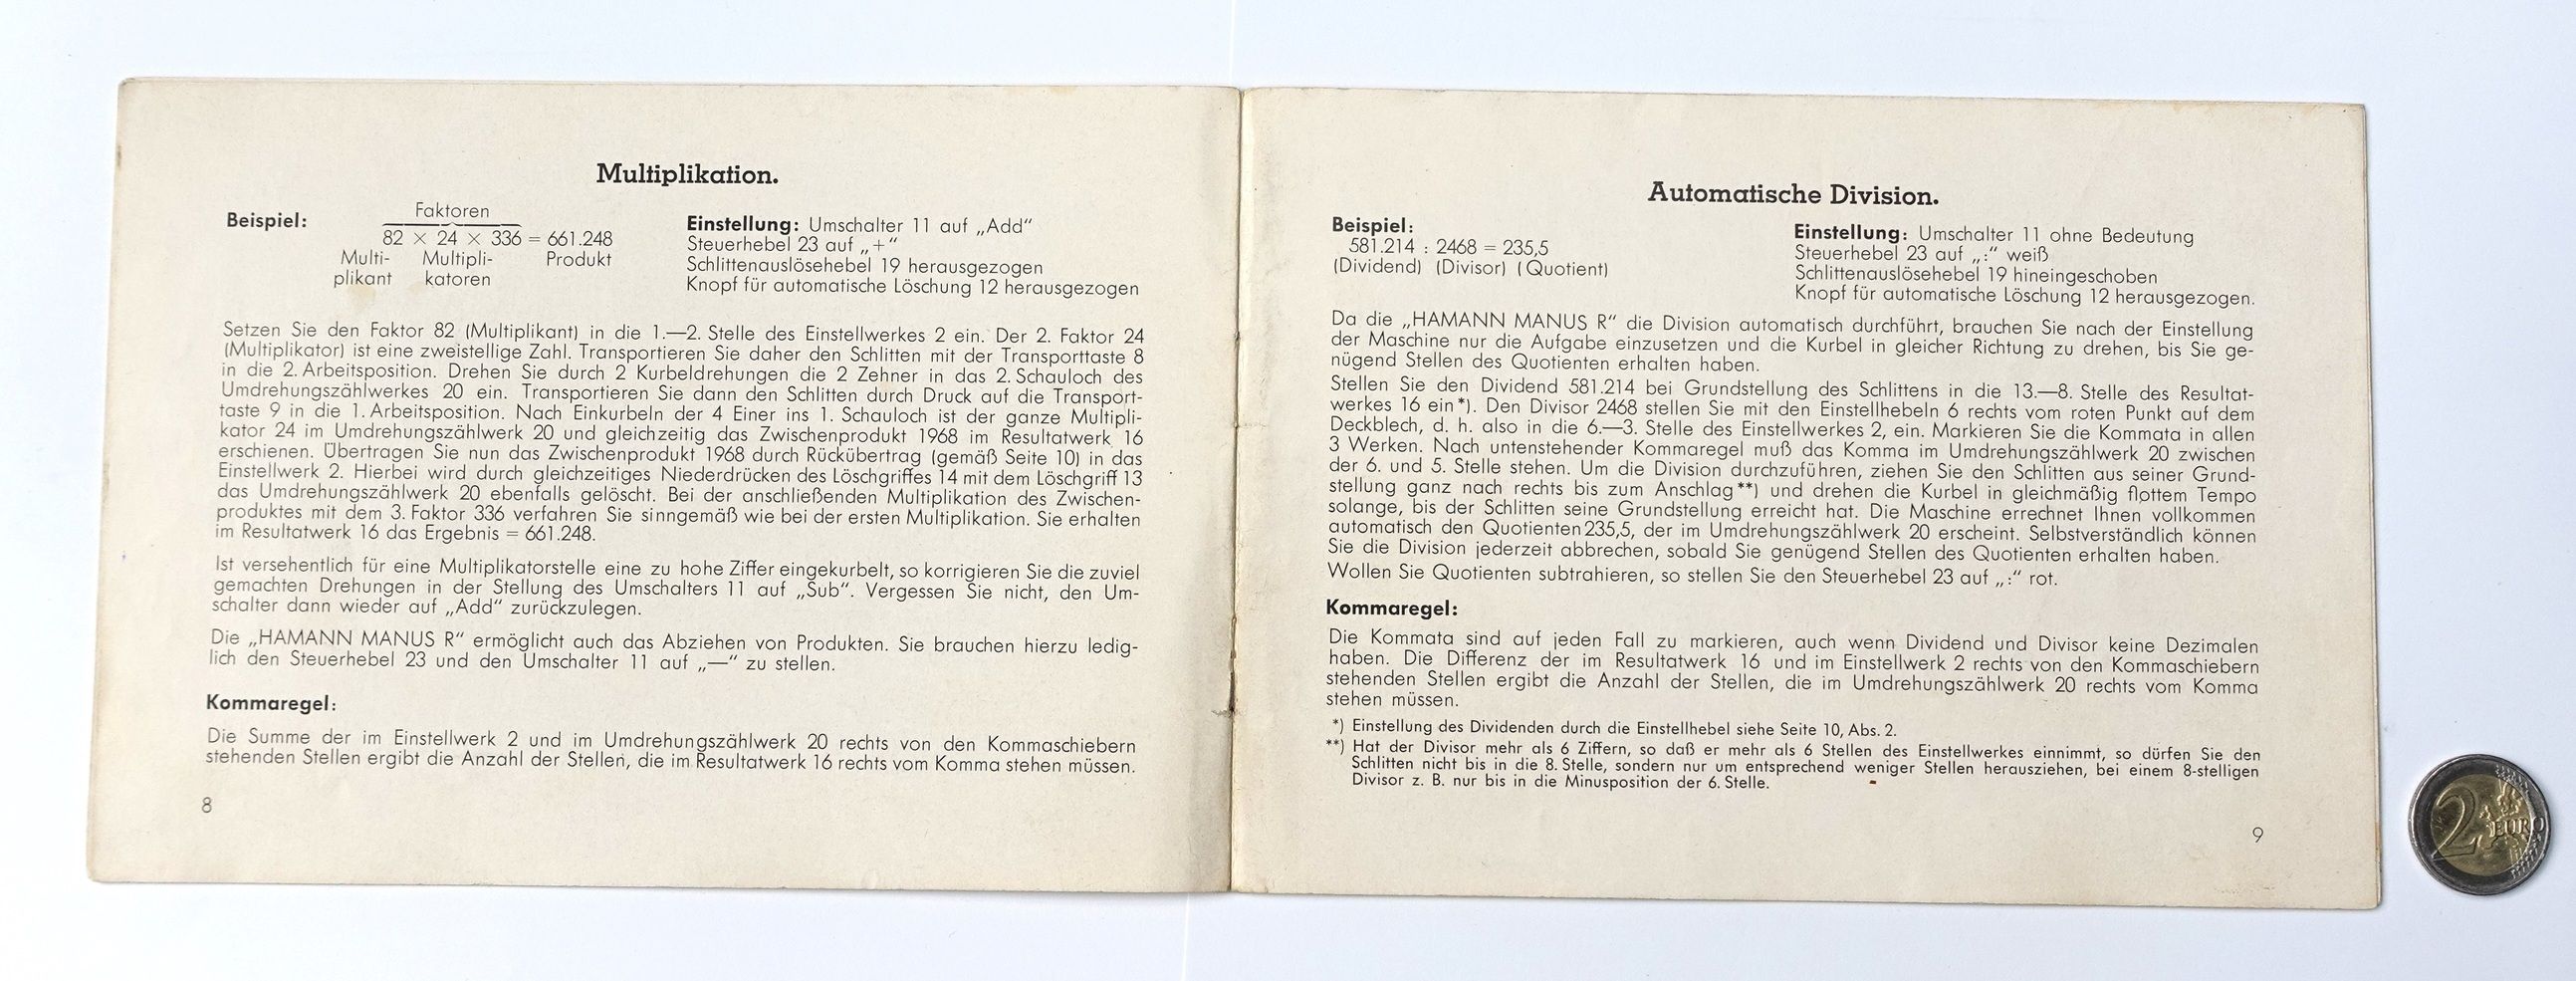 Multiplikation.
Beispiel:
Faktoren
82 × 24 × 336 = 661.248
Multi- Multipli- Produkt
plikant katoren
Einstellung: Umschalter 11 auf „Add“
Steuerhebel 23 auf „+“
Schlittenauslösehebel 19 herausgezogen
Knopf für automatische Löschung 12 herausgezogen
Setzen Sie den Faktor 82 (Multiplikant) in die 1.—2. Stelle des Einstellwerkes 2 ein. Der 2. Faktor 24
(Multiplikator) ist eine zweistellige Zahl. Transportieren Sie daher den Schlitten mit der Transporttaste 8
in die 2. Arbeitsposition. Drehen Sie durch 2 Kurbeldrehungen die 2 Zehner in das 2. Schauloch des
Umdrehungszählwerkes 20 ein. Transportieren Sie dann den Schlitten durch Druck auf die Transport-
taste 9 in die 1. Arbeitsposition. Nach Einkurbeln der 4 Einer ins 1. Schauloch ist der ganze Multipli-
kator 24 im Umdrehungszählwerk 20 und gleichzeitig das Zwischenprodukt 1968 im Resultatwerk 16
erschienen. Übertragen Sie nun das Zwischenprodukt 1968 durch Rückübertrag (gemäß Seite 10) in das
Einstellwerk 2. Hierbei wird durch gleichzeitiges Niederdrücken des Löschgriffes 14 mit dem Löschgriff 13
das Umdrehungszählwerk 20 ebenfalls gelöscht. Bei der anschließenden Multiplikation des Zwischen-
produktes mit dem 3. Faktor 336 verfahren Sie sinngemäß wie bei der ersten Multiplikation. Sie erhalten
im Resultatwerk 16 das Ergebnis = 661.248.
Ist versehentlich für eine Multiplikatorstelle eine zu hohe Ziffer eingekurbelt, so korrigieren Sie die zuviel
gemachten Drehungen in der Stellung des Umschalters 11 auf „Sub“. Vergessen Sie nicht, den Um-
schalter dann wieder auf „Add“ zurückzulegen.
Die „HAMANN MANUS R“ ermöglicht auch das Abziehen von Produkten. Sie brauchen hierzu ledig-
lich den Steuerhebel 23 und den Umschalter 11 auf „—“ zu stellen.
Kommaregel:
Die Summe der im Einstellwerk 2 und im Umdrehungszählwerk 20 rechts von den Kommaschiebern
stehenden Stellen ergibt die Anzahl der Stellen, die im Resultatwerk 16 rechts vom Komma stehen müssen.
8
Automatische Division.
Beispiel:
581.214 : 2468 = 235,5
(Dividend) (Divisor) (Quotient)
Einstellung: Umschalter 11 ohne Bedeutung
Steuerhebel 23 auf „:“ weiß
Schlittenauslösehebel 19 hineingeschoben
Knopf für automatische Löschung 12 herausgezogen.
Da die „HAMANN MANUS R“ die Division automatisch durchführt, brauchen Sie nach der Einstellung
der Maschine nur die Aufgabe einzusetzen und die Kurbel in gleicher Richtung zu drehen, bis Sie ge-
nügend Stellen des Quotienten erhalten haben.
Stellen Sie den Dividend 581.214 bei Grundstellung des Schlittens in die 13.—8. Stelle des Resultat-
werkes 16 ein*). Den Divisor 2468 stellen Sie mit den Einstellhebeln 6 rechts vom roten Punkt auf dem
Deckblech, d. h. also in die 6.—3. Stelle des Einstellwerkes 2, ein. Markieren Sie die Kommata in allen
3 Werken. Nach untenstehender Kommaregel muß das Komma im Umdrehungszählwerk 20 zwischen
der 6. und 5. Stelle stehen. Um die Division durchzuführen, ziehen Sie den Schlitten aus seiner Grund-
stellung ganz nach rechts bis zum Anschlag**) und drehen die Kurbel in gleichmäßig flottem Tempo
solange, bis der Schlitten seine Grundstellung erreicht hat. Die Maschine errechnet Ihnen vollkommen
automatisch den Quotienten 235,5, der im Umdrehungszählwerk 20 erscheint. Selbstverständlich können
Sie die Division jederzeit abbrechen, sobald Sie genügend Stellen des Quotienten erhalten haben.
Wollen Sie Quotienten subtrahieren, so stellen Sie den Steuerhebel 23 auf „:“ rot.
Kommaregel:
Die Kommata sind auf jeden Fall zu markieren, auch wenn Dividend und Divisor keine Dezimalen
haben. Die Differenz der im Resultatwerk 16 und im Einstellwerk 2 rechts von den Kommaschiebern
stehenden Stellen ergibt die Anzahl der Stellen, die im Umdrehungszählwerk 20 rechts vom Komma
stehen müssen.
*) Einstellung des Dividenden durch die Einstellhebel siehe Seite 10, Abs. 2.
**) Hat der Divisor mehr als 6 Ziffern, so daß er mehr als 6 Stellen des Einstellwerkes einnimmt, so dürfen Sie den
Schlitten nicht bis in die 8. Stelle, sondern nur um entsprechend weniger Stellen herausziehen, bei einem 8-stelligen
Divisor z. B. nur bis in die Minusposition der 6. Stelle.
9
2 EURO